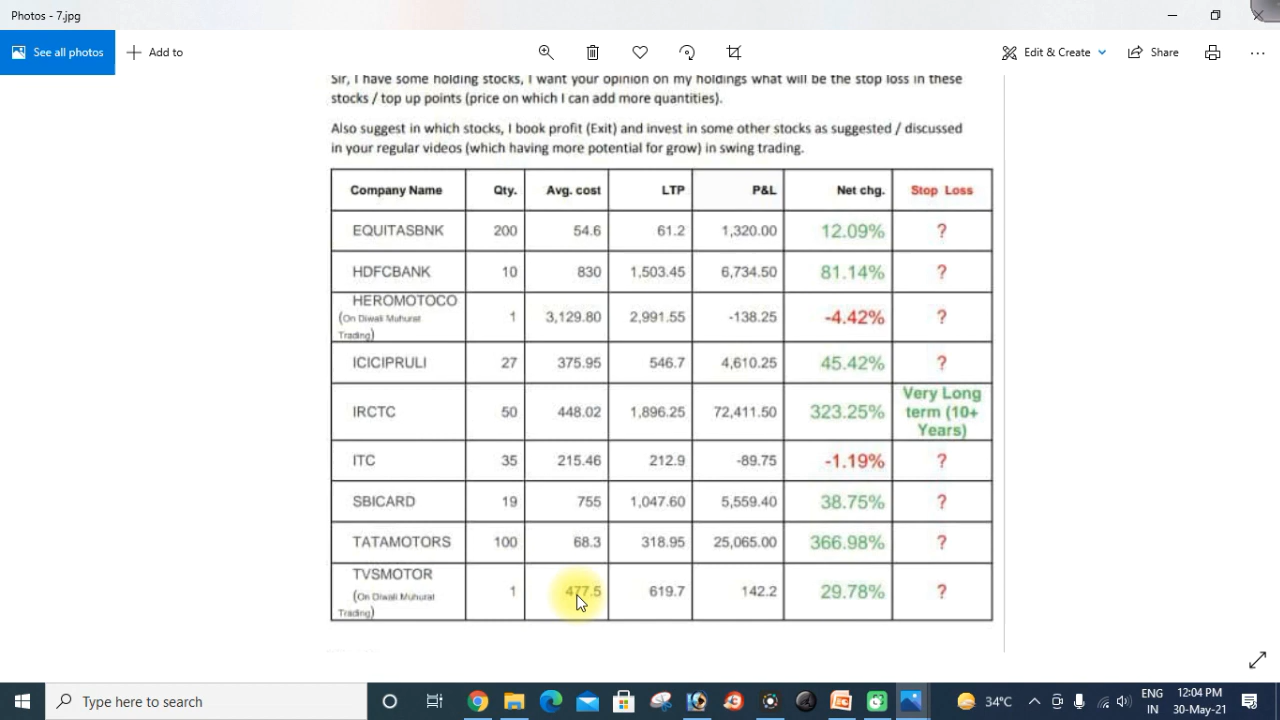 Photos - 7.jpg
See all photos
Add to
Edit & Create
Share
Sir, I have some holding stocks, I want your opinion on my holdings what will be the stop loss in these
stocks / top up points (price on which I can add more quantities).
Also suggest in which stocks, I book profit (Exit) and invest in some other stocks as suggested / discussed
in your regular videos (which having more potential for grow) in swing trading.
Company Name Qty. Avg. cost LTP P&L Net chg. Stop Loss
EQUITASBNK 200 54.6 61.2 1,320.00 12.09% ?
HDFCBANK 10 830 1,503.45 6,734.50 81.14% ?
HEROMOTOCO
(On Diwali Muhurat
Trading)
1 3,129.80 2,991.55 -138.25 -4.42% ?
ICICIPRULI 27 375.95 546.7 4,610.25 45.42% ?
IRCTC 50 448.02 1,896.25 72,411.50 323.25%
Very Long
term (10+
Years)
ITC 35 215.46 212.9 -89.75 -1.19% ?
SBICARD 19 755 1,047.60 5,559.40 38.75% ?
TATAMOTORS 100 68.3 318.95 25,065.00 366.98% ?
TVSMOTOR
(On Diwali Muhurat
Trading)
1 477.5 619.7 142.2 29.78% ?
Type here to search
34°C
ENG
IN
12:04 PM
30-May-21